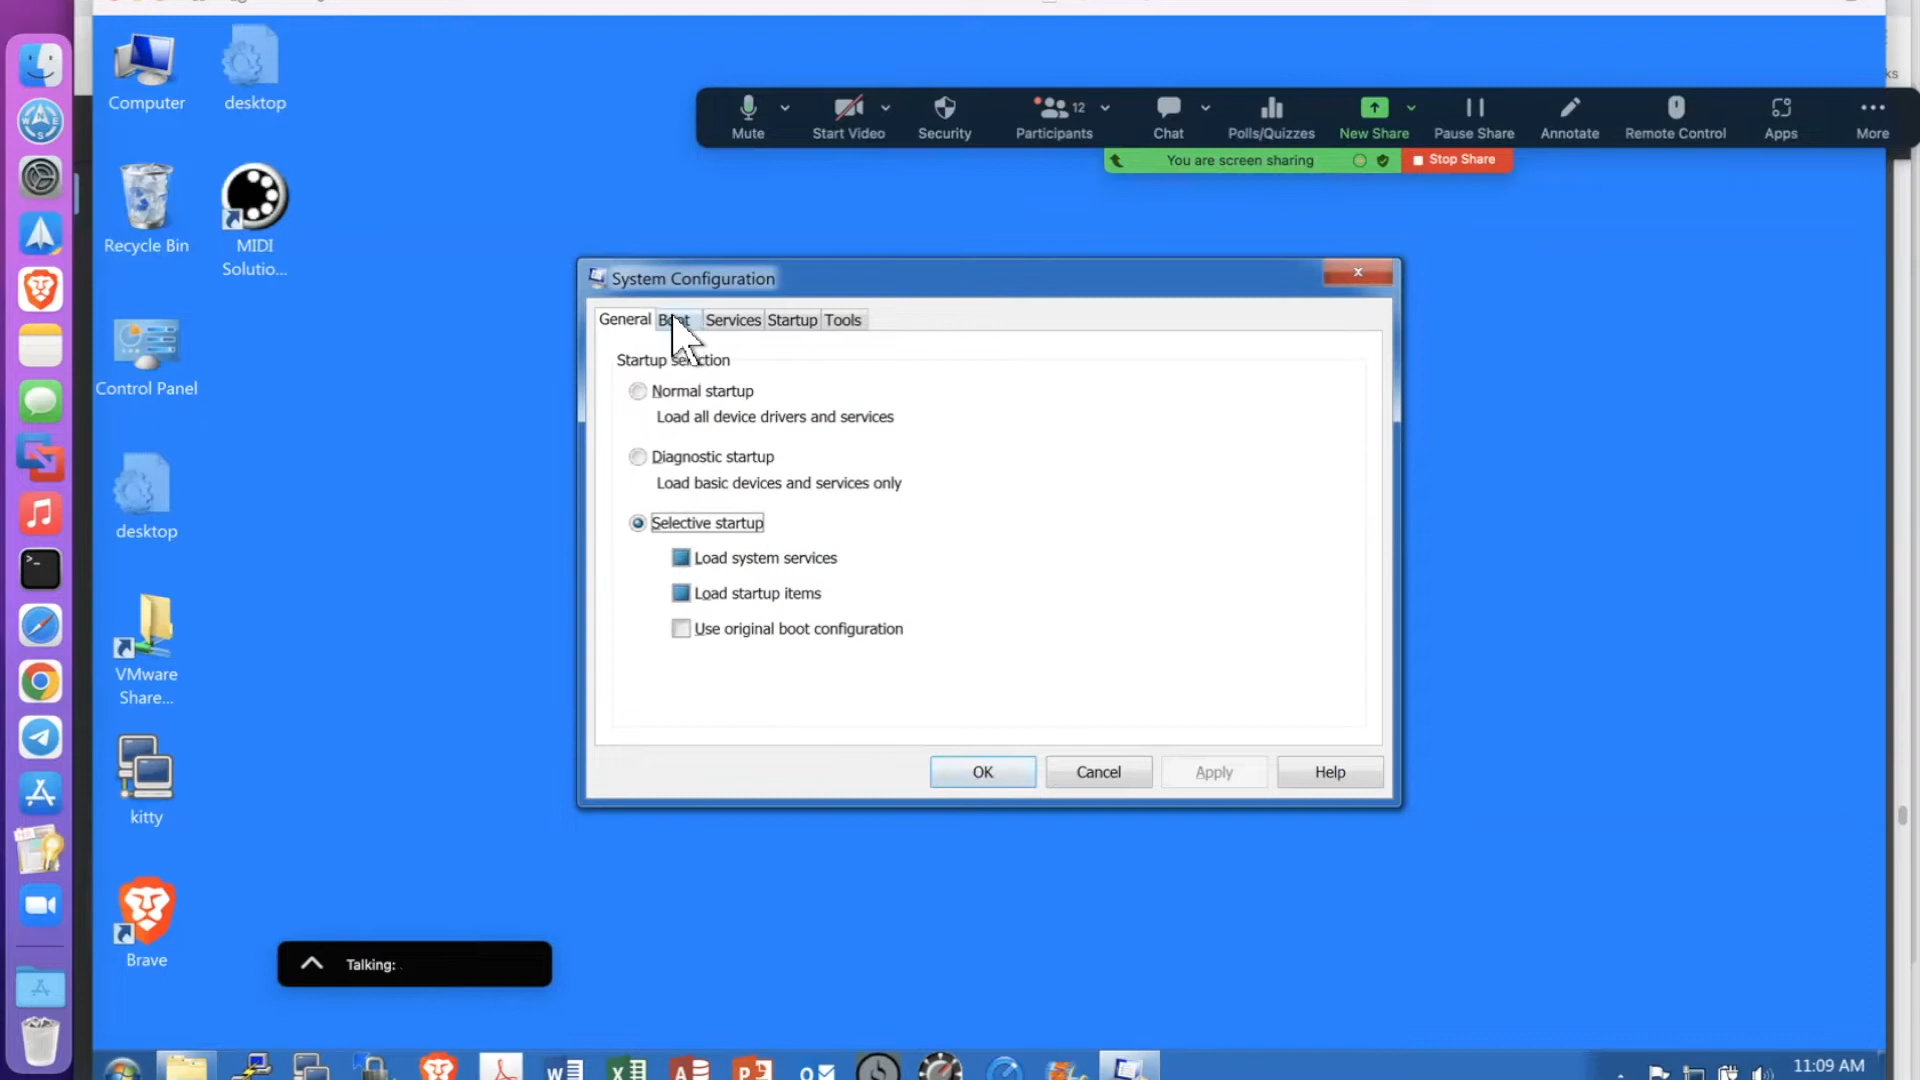 Computer
desktop
Recycle Bin
MIDI
Solutio...
Control Panel
desktop
VMware
Share...
kitty
Brave
Mute
Start Video
Security
12
Participants
Chat
Polls/Quizzes
New Share
Pause Share
Annotate
Remote Control
Apps
More
You are screen sharing
Stop Share
System Configuration
General
Boot
Services
Startup
Tools
Startup selection
Normal startup
Load all device drivers and services
Diagnostic startup
Load basic devices and services only
Selective startup
Load system services
Load startup items
Use original boot configuration
OK
Cancel
Apply
Help
Talking:
11:09 AM